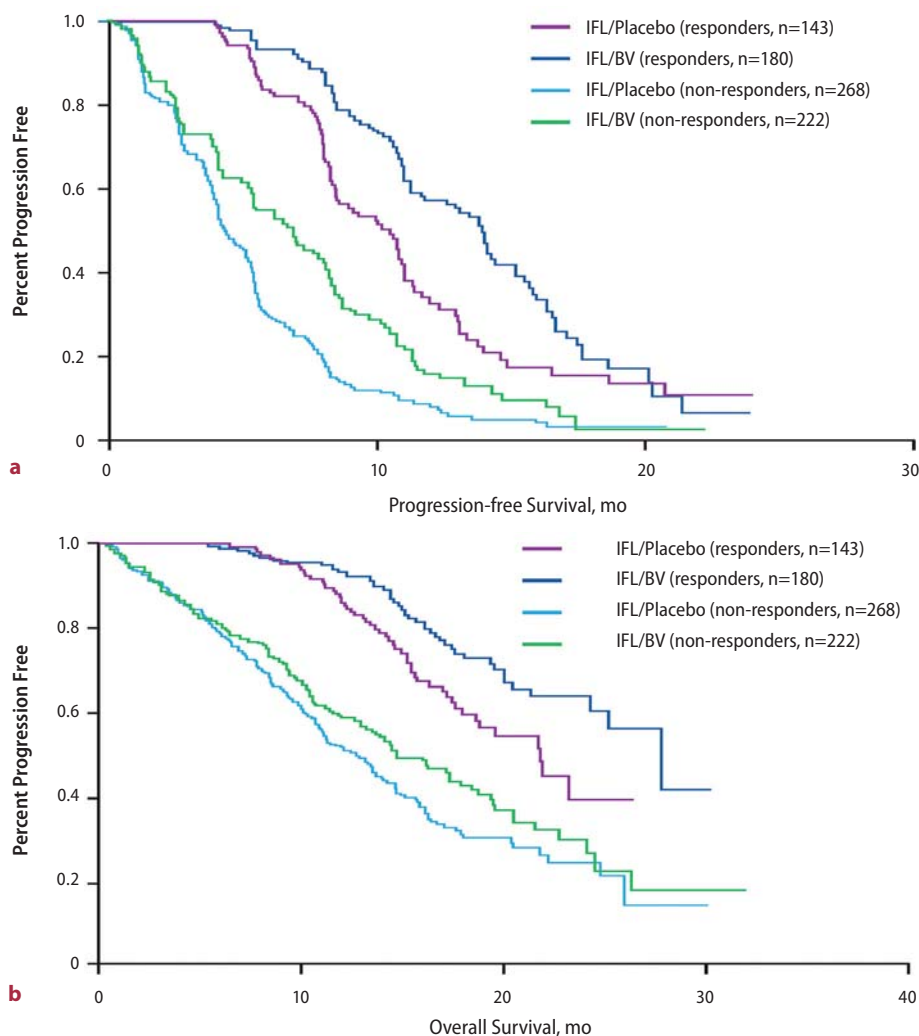 1.0
0.8
0.6
0.4
0.2
0
Percent Progression Free
IFL/Placebo (responders, n=143)
IFL/BV (responders, n=180)
IFL/Placebo (non-responders, n=268)
IFL/BV (non-responders, n=222)
0
10
20
30
a
Progression-free Survival, mo
1.0
0.8
0.6
0.4
0.2
0
Percent Progression Free
IFL/Placebo (responders, n=143)
IFL/BV (responders, n=180)
IFL/Placebo (non-responders, n=268)
IFL/BV (non-responders, n=222)
0
10
20
30
40
b
Overall Survival, mo